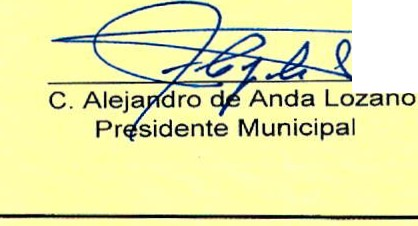 C. Alejandro de Anda Lozano
Presidente Municipal